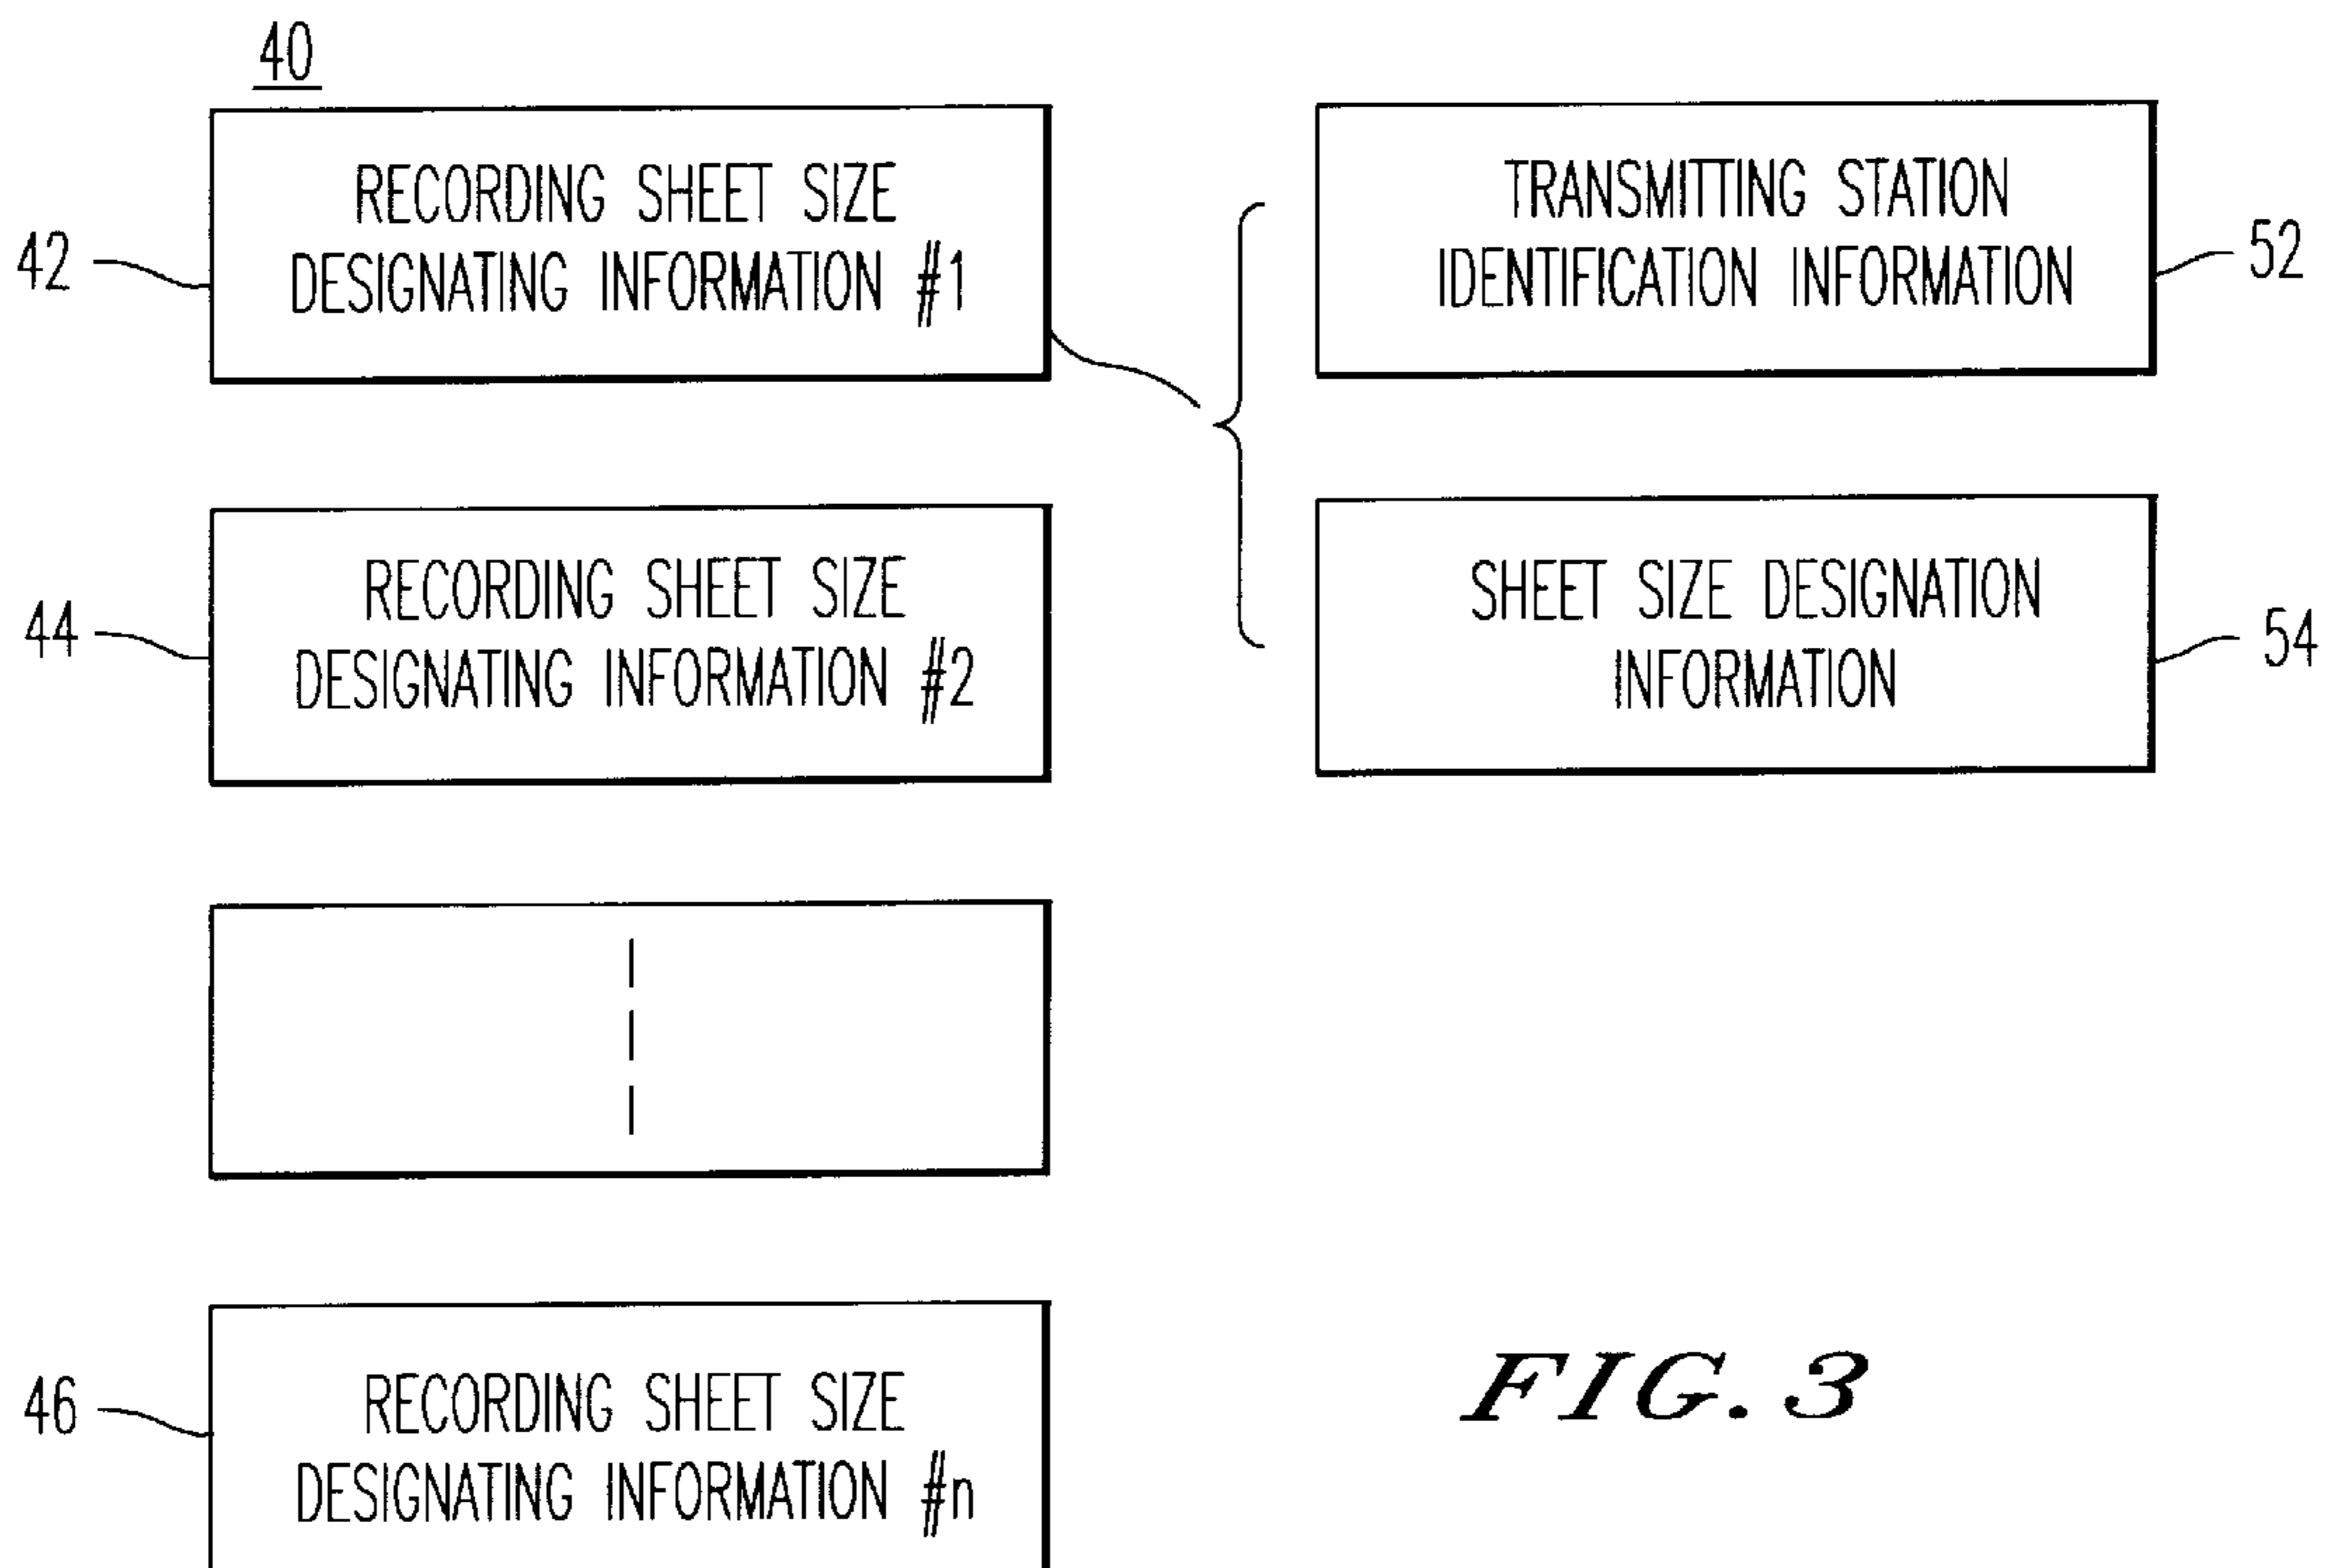 40
42
RECORDING SHEET SIZE
DESIGNATING INFORMATION #1
TRANSMITTING STATION
IDENTIFICATION INFORMATION
52
44
RECORDING SHEET SIZE
DESIGNATING INFORMATION #2
SHEET SIZE DESIGNATION
INFORMATION
54
46
RECORDING SHEET SIZE
DESIGNATING INFORMATION #n
FIG. 3